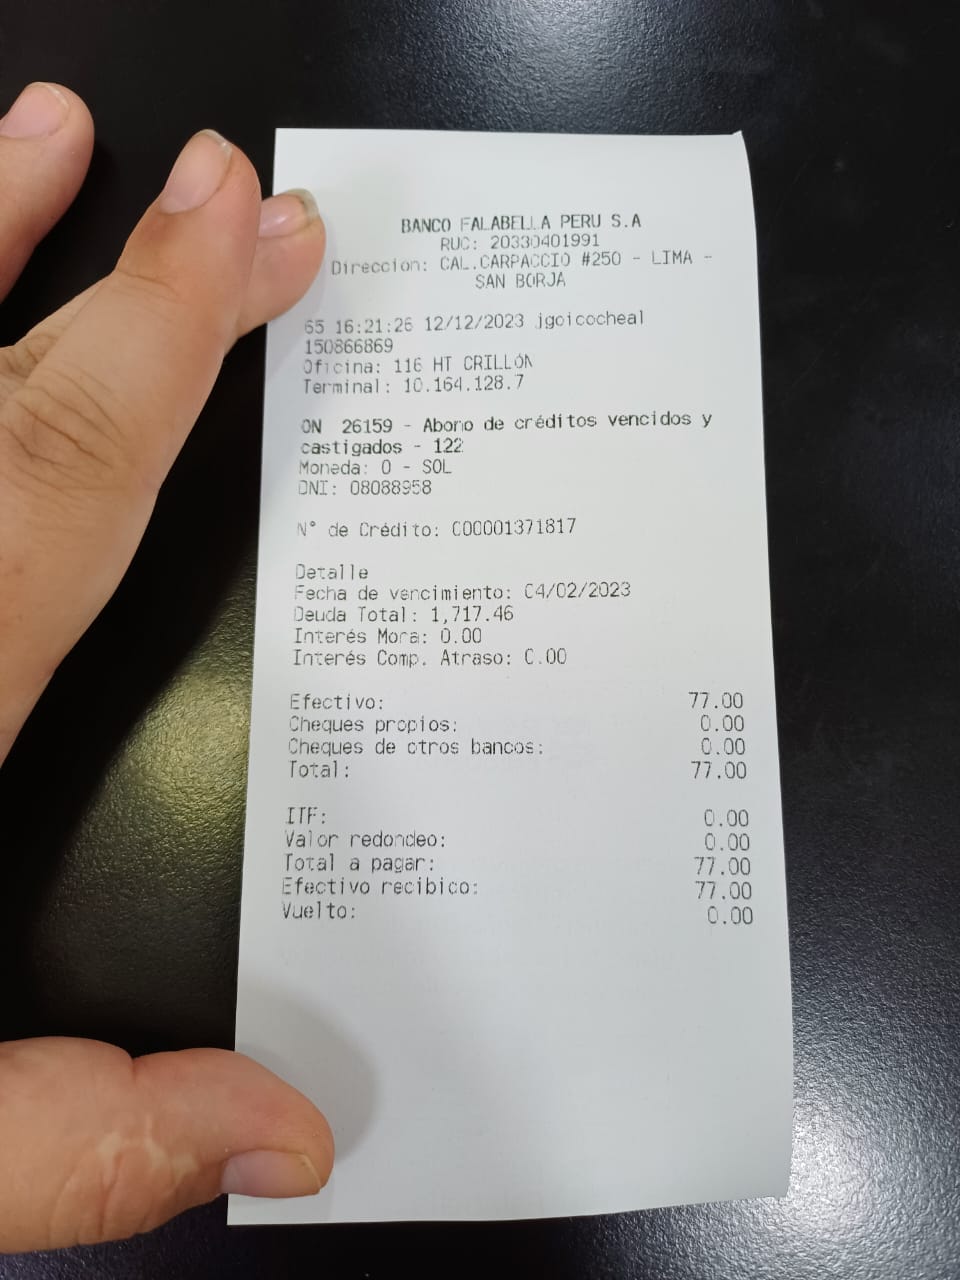 BANCO FALABELLA PERU S.A
RUC: 20330401991
Direccion: CAL.CARPACCIO #250 - LIMA -
SAN BORJA
65 16:21:26 12/12/2023 jgoicocheal
150866869
Oficina: 116 HT CRILLÓN
Terminal: 10.164.128.7
ON 26159 - Abono de créditos vencidos y
castigados - 122
Moneda: 0 - SOL
DNI: 08088958
N° de Crédito: C00001371817
Detalle
Fecha de vencimiento: 04/02/2023
Deuda Total: 1,717.46
Interés Mora: 0.00
Interés Comp. Atraso: 0.00
Efectivo: 77.00
Cheques propios: 0.00
Cheques de otros bancos: 0.00
Total: 77.00
ITF: 0.00
Valor redondeo: 0.00
Total a pagar: 77.00
Efectivo recibido: 77.00
Vuelto: 0.00